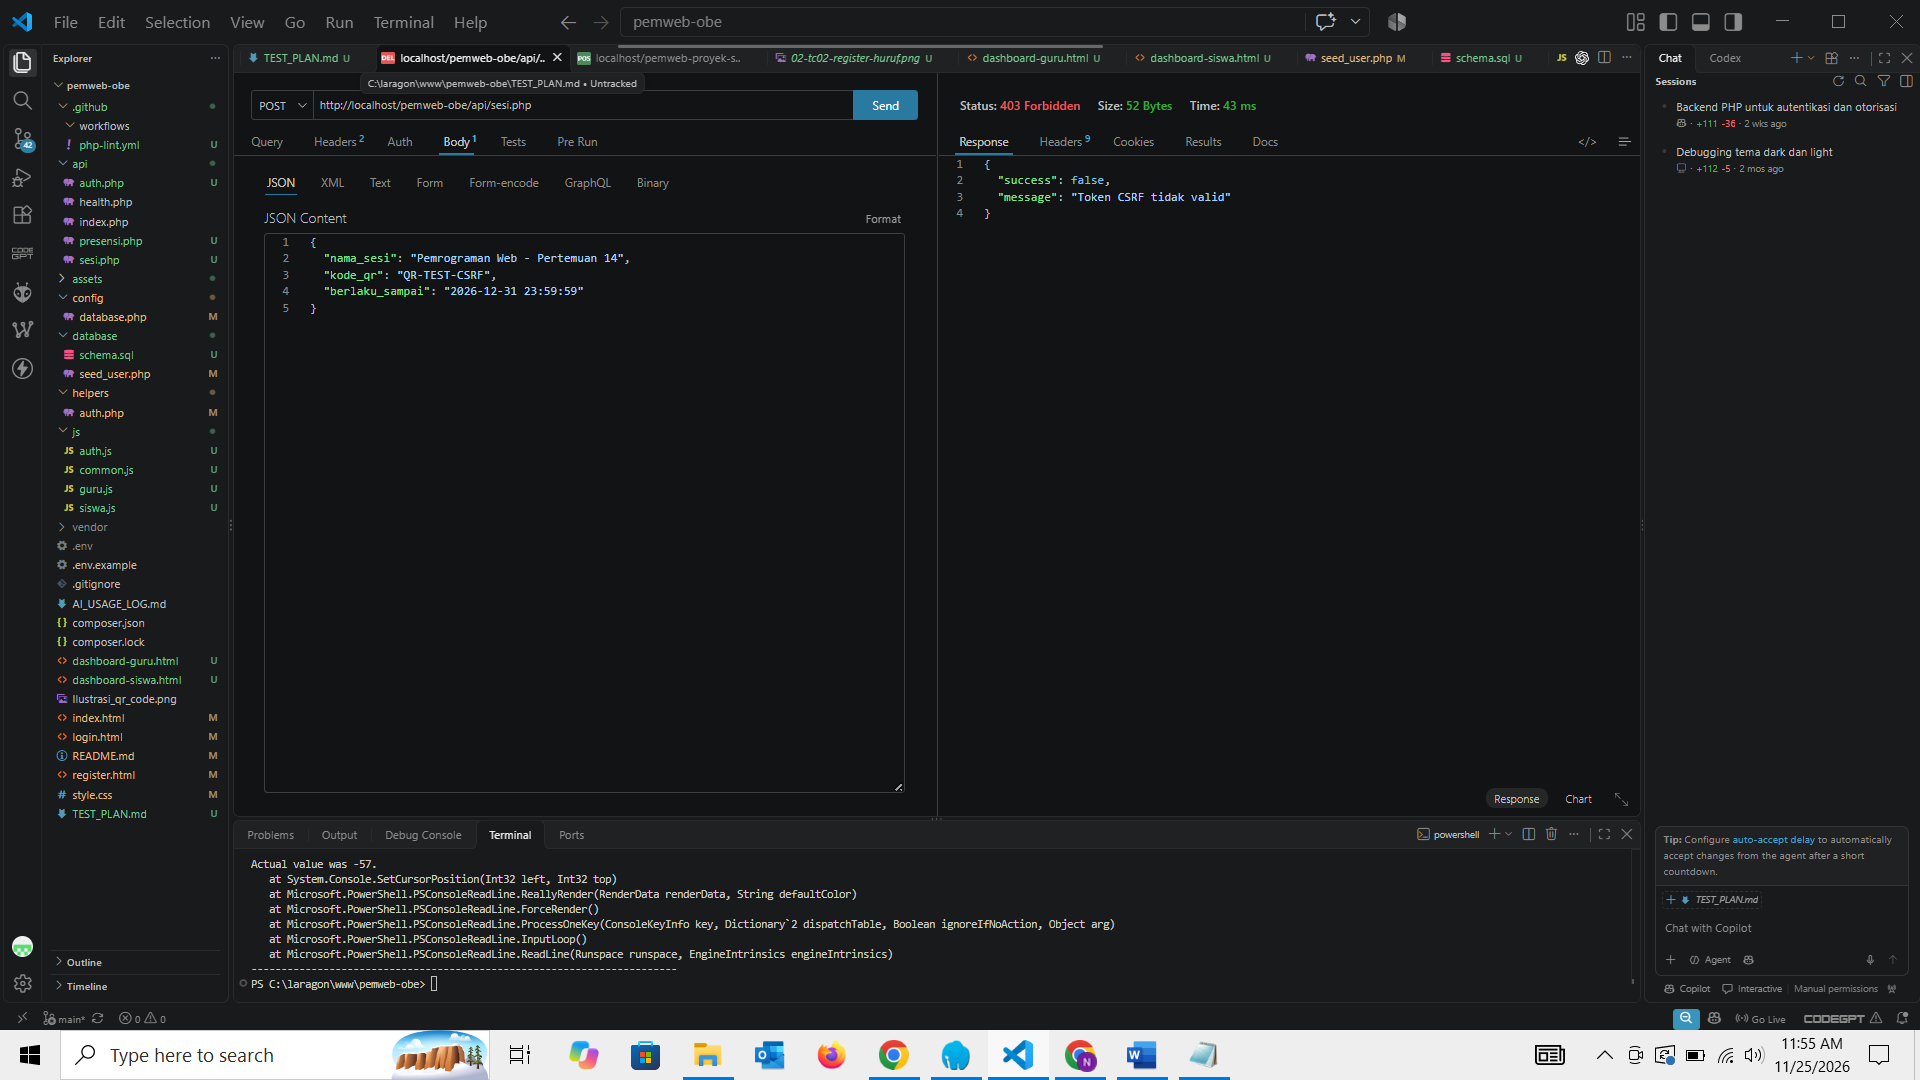 File Edit Selection View Go Run Terminal Help
pemweb-obe
Explorer
pemweb-obe
.github
workflows
php-lint.yml U
api
auth.php U
health.php
index.php
presensi.php U
sesi.php U
assets
config
database.php M
database
schema.sql U
seed_user.php M
helpers
auth.php M
js
JS auth.js U
JS common.js U
JS guru.js U
JS siswa.js U
vendor
.env
.env.example
.gitignore
AI_USAGE_LOG.md
composer.json
composer.lock
dashboard-guru.html U
dashboard-siswa.html U
Ilustrasi_qr_code.png
index.html M
login.html M
README.md M
register.html M
style.css M
TEST_PLAN.md U
Outline
Timeline
42
TEST_PLAN.md U
DEL localhost/pemweb-obe/api/..
POS localhost/pemweb-proyek-s..
02-tc02-register-huruf.png U
dashboard-guru.html U
dashboard-siswa.html U
seed_user.php M
schema.sql U
JS
C:\laragon\www\pemweb-obe\TEST_PLAN.md • Untracked
POST http://localhost/pemweb-obe/api/sesi.php Send
Query Headers 2 Auth Body 1 Tests Pre Run
JSON XML Text Form Form-encode GraphQL Binary
JSON Content Format
1 {
2 "nama_sesi": "Pemrograman Web - Pertemuan 14",
3 "kode_qr": "QR-TEST-CSRF",
4 "berlaku_sampai": "2026-12-31 23:59:59"
5 }
Status: 403 Forbidden Size: 52 Bytes Time: 43 ms
Response Headers 9 Cookies Results Docs
1 {
2 "success": false,
3 "message": "Token CSRF tidak valid"
4 }
Response Chart
Problems Output Debug Console Terminal Ports
powershell
Actual value was -57.
at System.Console.SetCursorPosition(Int32 left, Int32 top)
at Microsoft.PowerShell.PSConsoleReadLine.ReallyRender(RenderData renderData, String defaultColor)
at Microsoft.PowerShell.PSConsoleReadLine.ForceRender()
at Microsoft.PowerShell.PSConsoleReadLine.ProcessOneKey(ConsoleKeyInfo key, Dictionary`2 dispatchTable, Boolean ignoreIfNoAction, Object arg)
at Microsoft.PowerShell.PSConsoleReadLine.InputLoop()
at Microsoft.PowerShell.PSConsoleReadLine.ReadLine(Runspace runspace, EngineIntrinsics engineIntrinsics)
-----------------------------------------------------------------------
PS C:\laragon\www\pemweb-obe>
Chat Codex
Sessions
Backend PHP untuk autentikasi dan otorisasi
· +111 -36 · 2 wks ago
Debugging tema dark dan light
· +112 -5 · 2 mos ago
Tip: Configure auto-accept delay to automatically
accept changes from the agent after a short
countdown.
TEST_PLAN.md
Chat with Copilot
Agent
Copilot Interactive Manual permissions
main* 0 0
Go Live CODEGPT
Type here to search
11:55 AM
11/25/2026